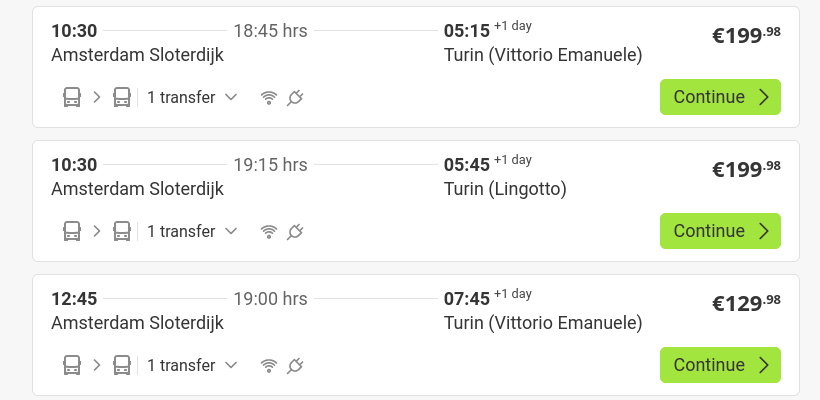 10:30 18:45 hrs 05:15 +1 day €199.98
Amsterdam Sloterdijk Turin (Vittorio Emanuele)
1 transfer Continue
10:30 19:15 hrs 05:45 +1 day €199.98
Amsterdam Sloterdijk Turin (Lingotto)
1 transfer Continue
12:45 19:00 hrs 07:45 +1 day €129.98
Amsterdam Sloterdijk Turin (Vittorio Emanuele)
1 transfer Continue